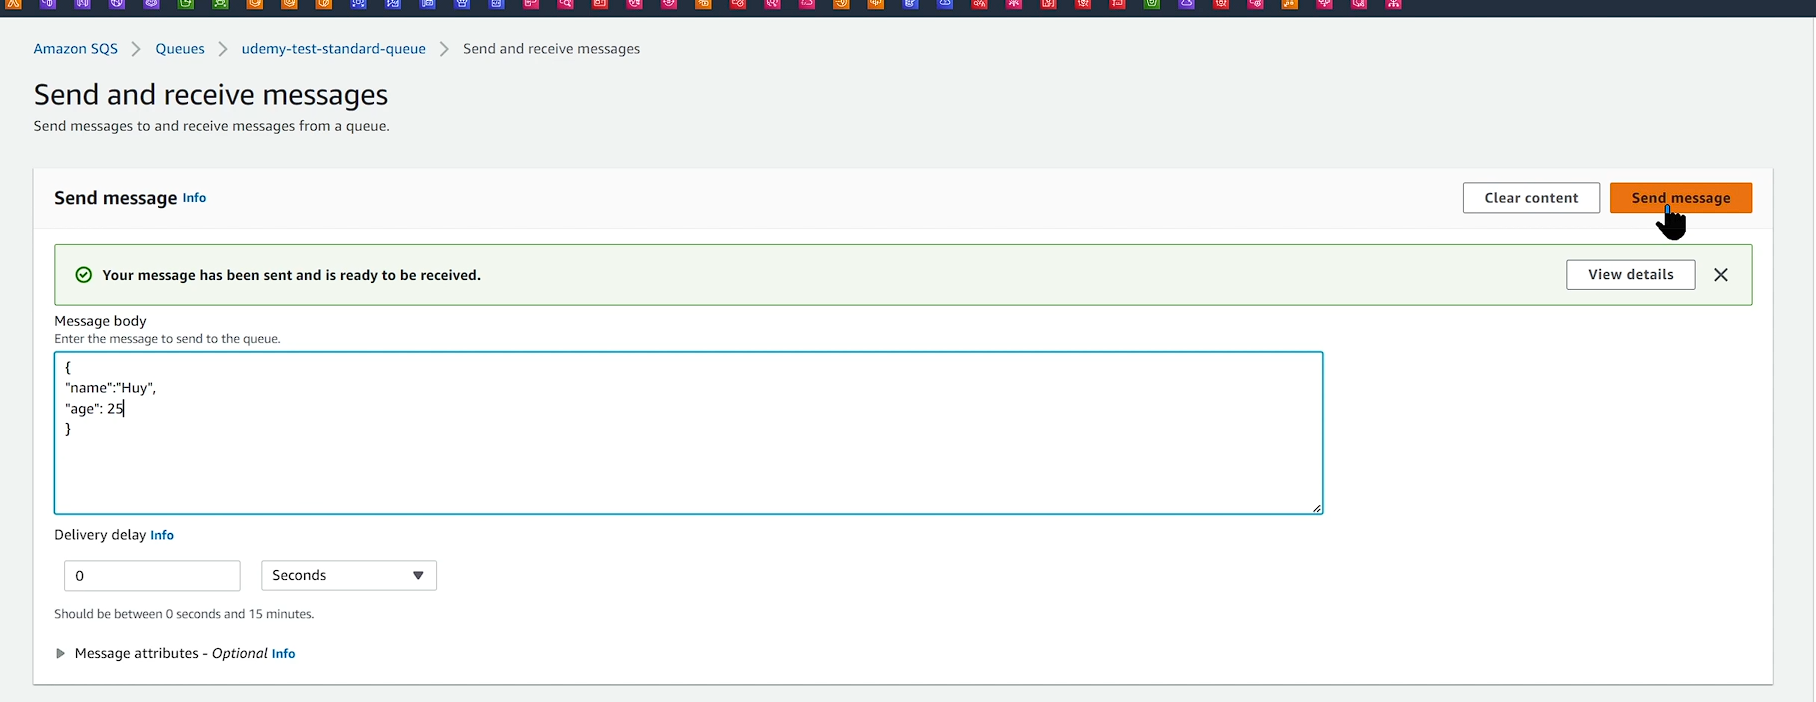 Amazon SQS > Queues > udemy-test-standard-queue > Send and receive messages
Send and receive messages
Send messages to and receive messages from a queue.
Send message Info
Clear content
Send message
Your message has been sent and is ready to be received.
View details
Message body
Enter the message to send to the queue.
{
"name":"Huy",
"age": 25
}
Delivery delay Info
0
Seconds
Should be between 0 seconds and 15 minutes.
Message attributes - Optional Info